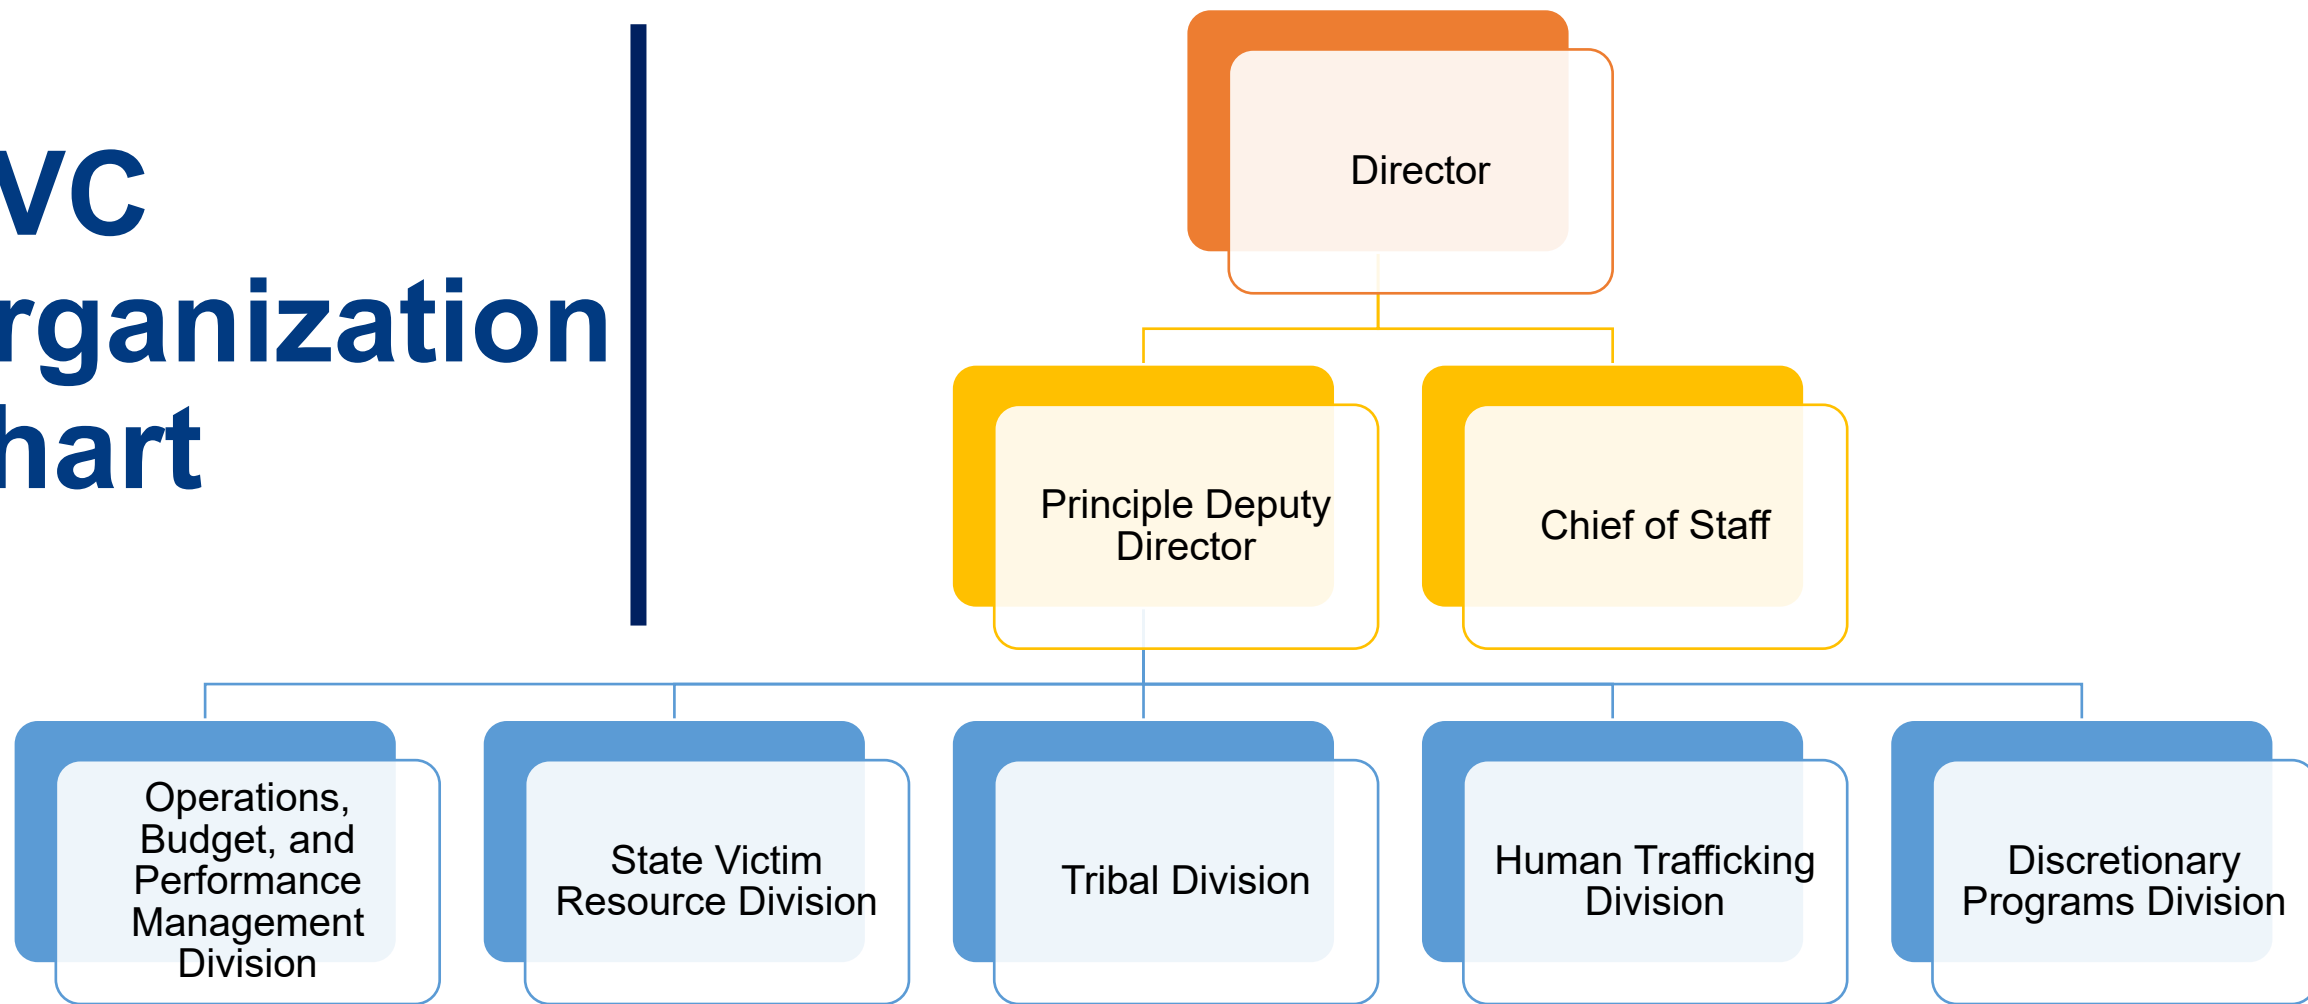 VC
rganization
hart
Director
Principle Deputy
Director
Chief of Staff
Operations,
Budget, and
Performance
Management
Division
State Victim
Resource Division
Tribal Division
Human Trafficking
Division
Discretionary
Programs Division